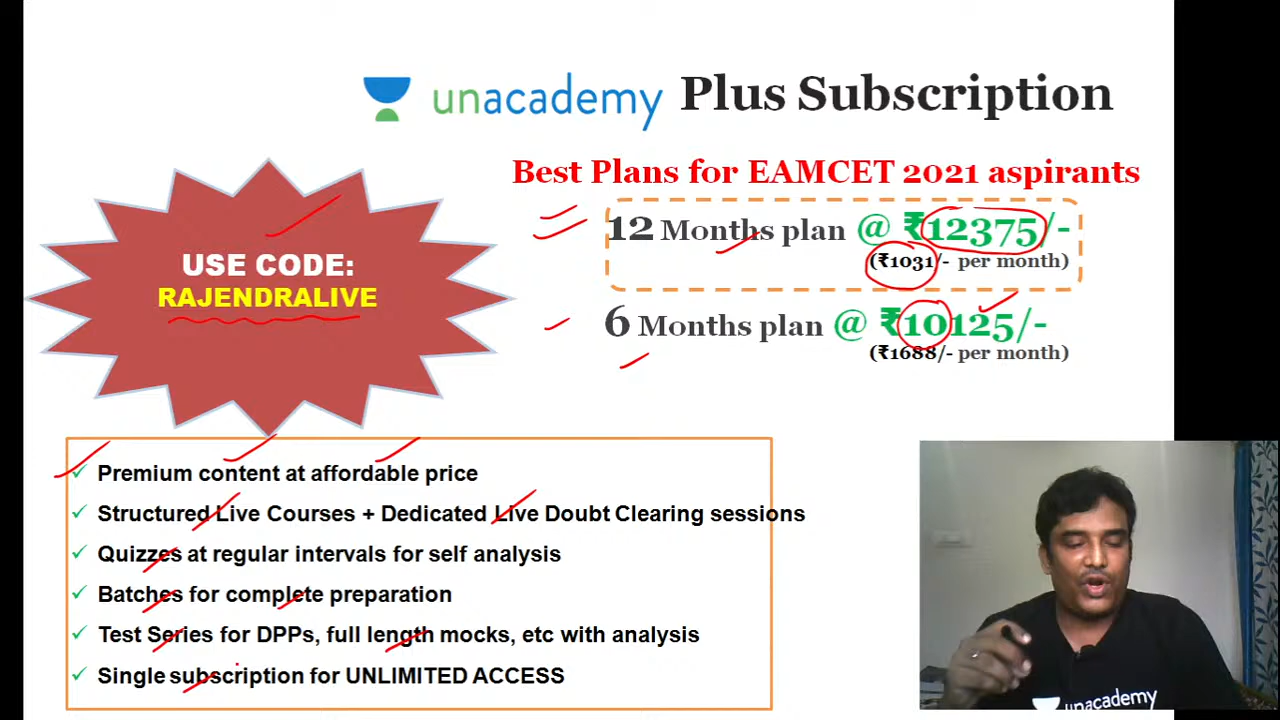 unacademy Plus Subscription
Best Plans for EAMCET 2021 aspirants
12 Months plan @ ₹12375/-
(₹1031/- per month)
6 Months plan @ ₹10125/-
(₹1688/- per month)
USE CODE:
RAJENDRALIVE
Premium content at affordable price
Structured Live Courses + Dedicated Live Doubt Clearing sessions
Quizzes at regular intervals for self analysis
Batches for complete preparation
Test Series for DPPs, full length mocks, etc with analysis
Single subscription for UNLIMITED ACCESS
unacademy